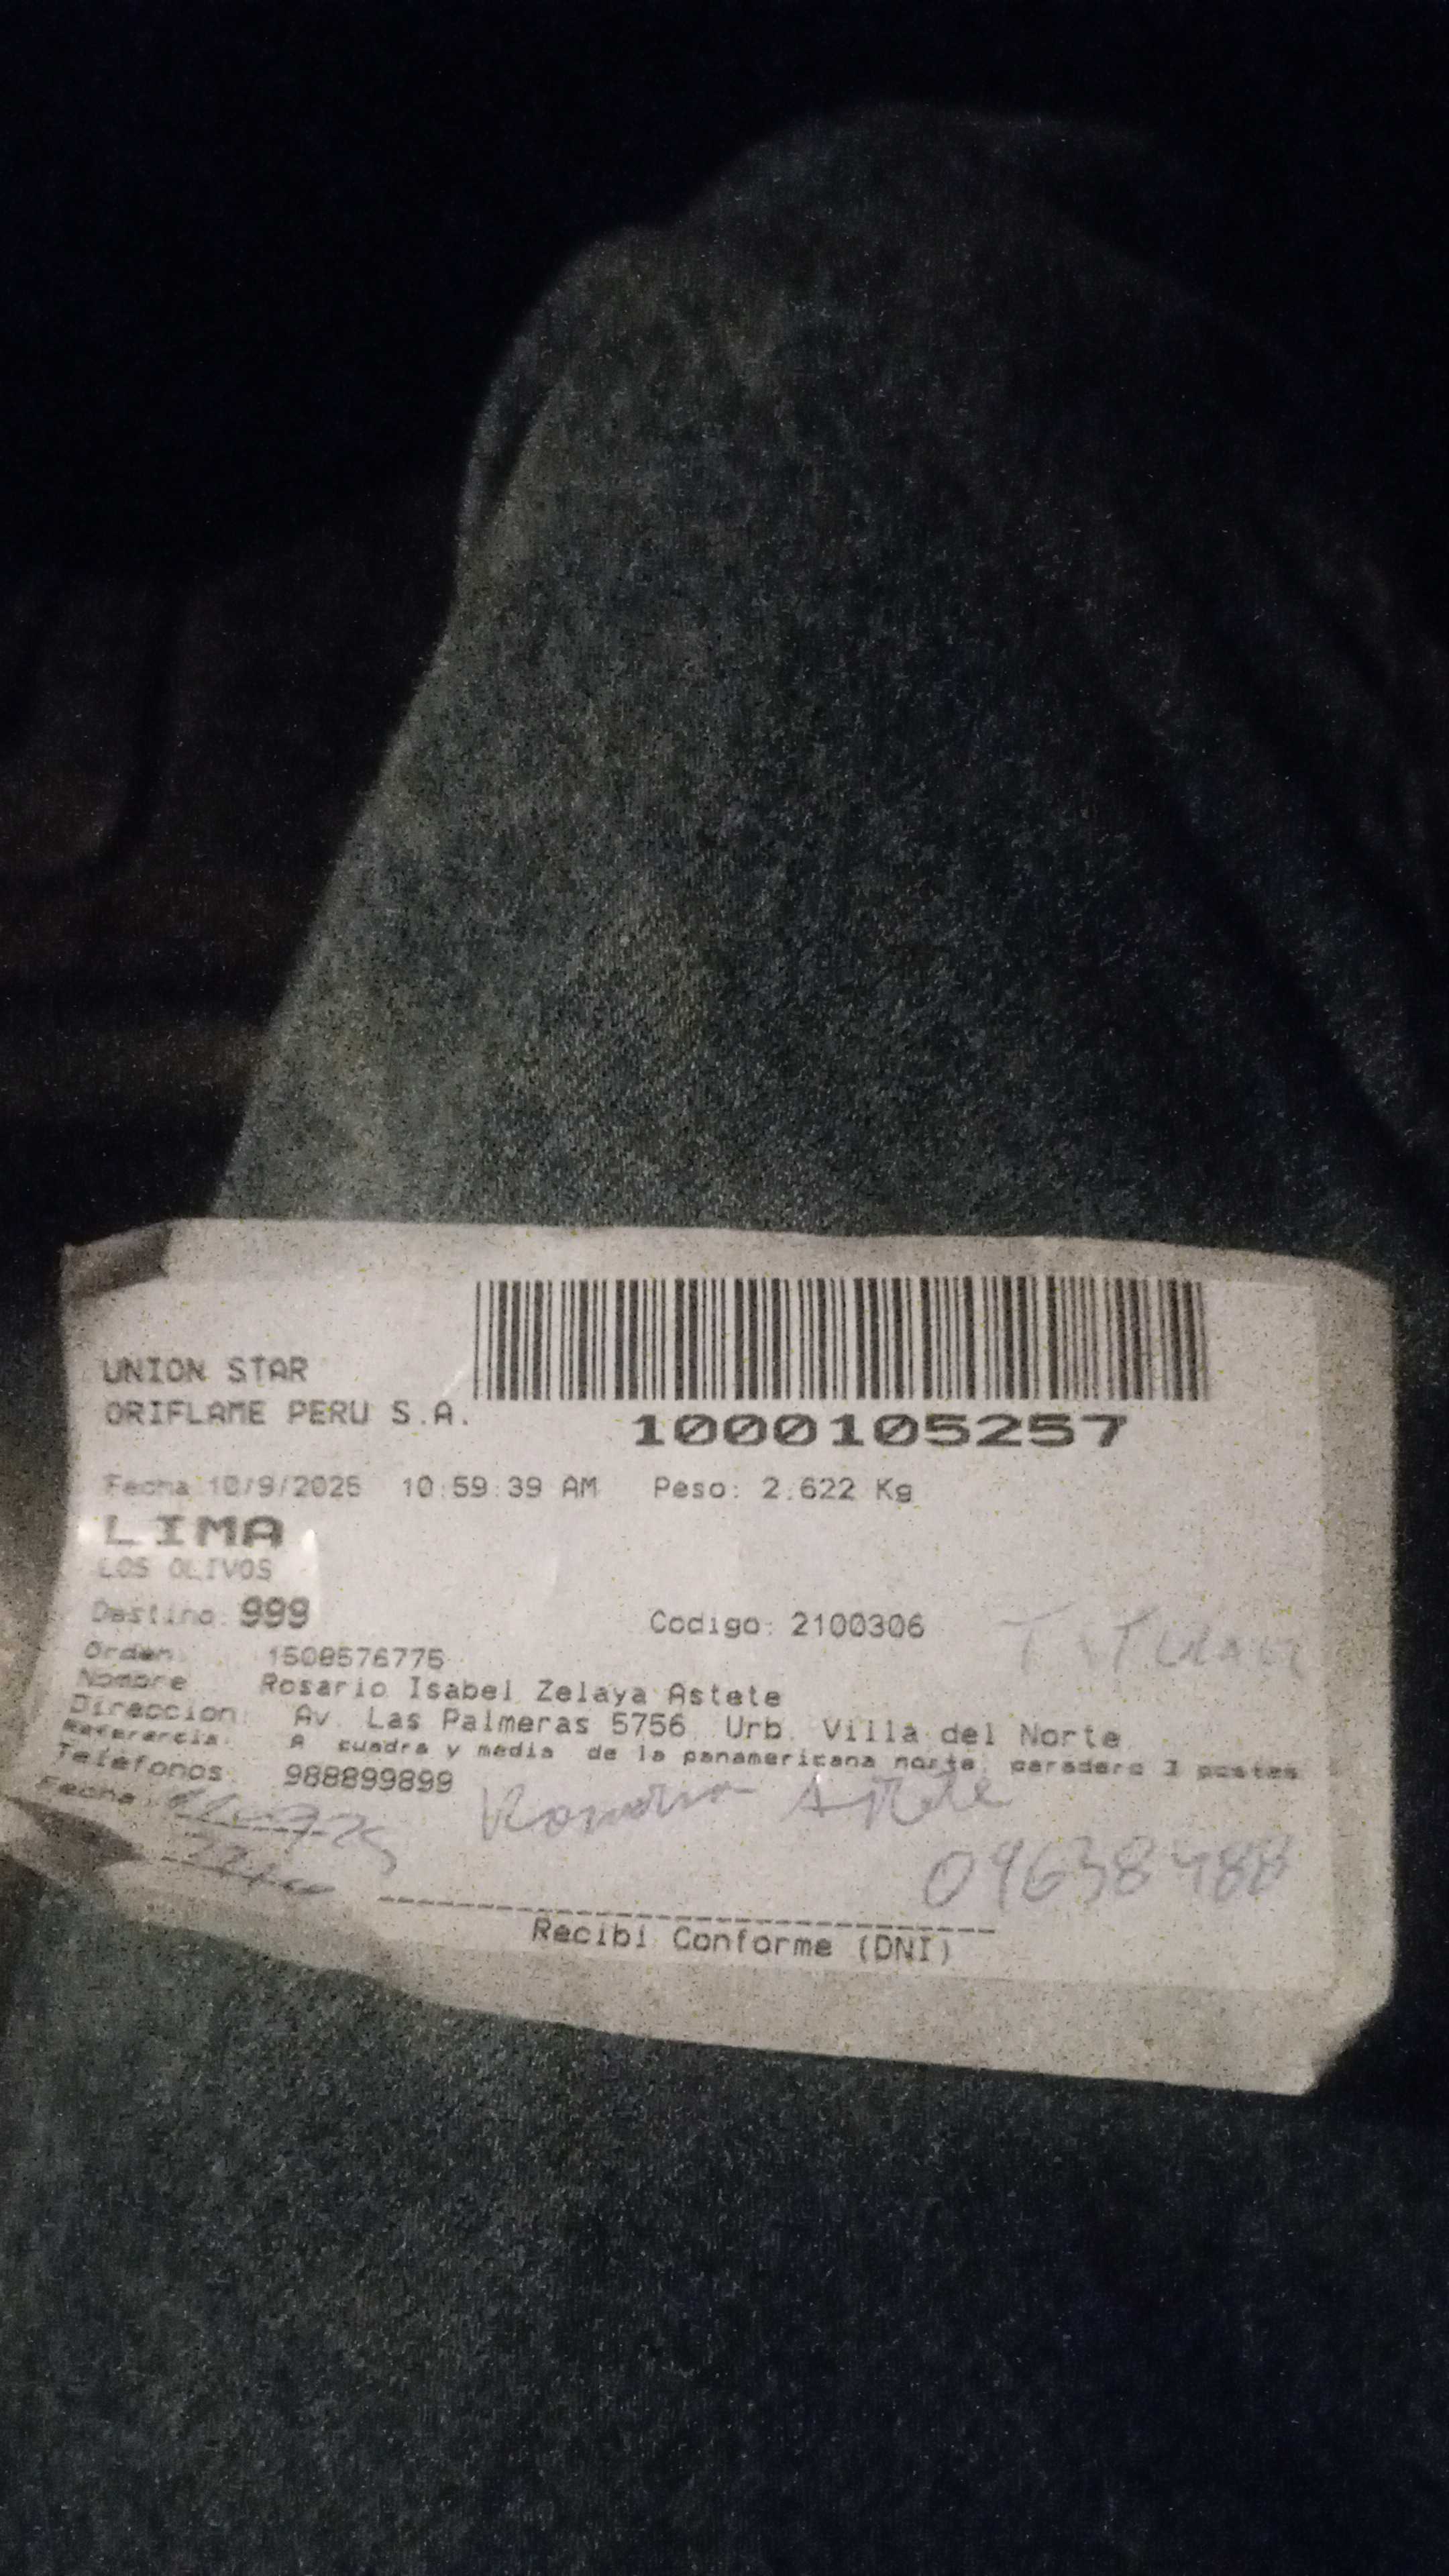 UNION STAR
ORIFLAME PERU S.A.
1000105257
Fecha 10/9/2025 10:59:39 AM Peso: 2.622 Kg
LIMA
LOS OLIVOS
Destino: 999 Codigo: 2100306
Orden: 1508576775
Nombre Rosario Isabel Zelaya Astete
Direccion: Av. Las Palmeras 5756 Urb. Villa del Norte
Referencia: A cuadra y media de la panamericana norte, paradero 2 postes
Telefonos: 988899899
Fecha:
09638488
Recibi Conforme (DNI)